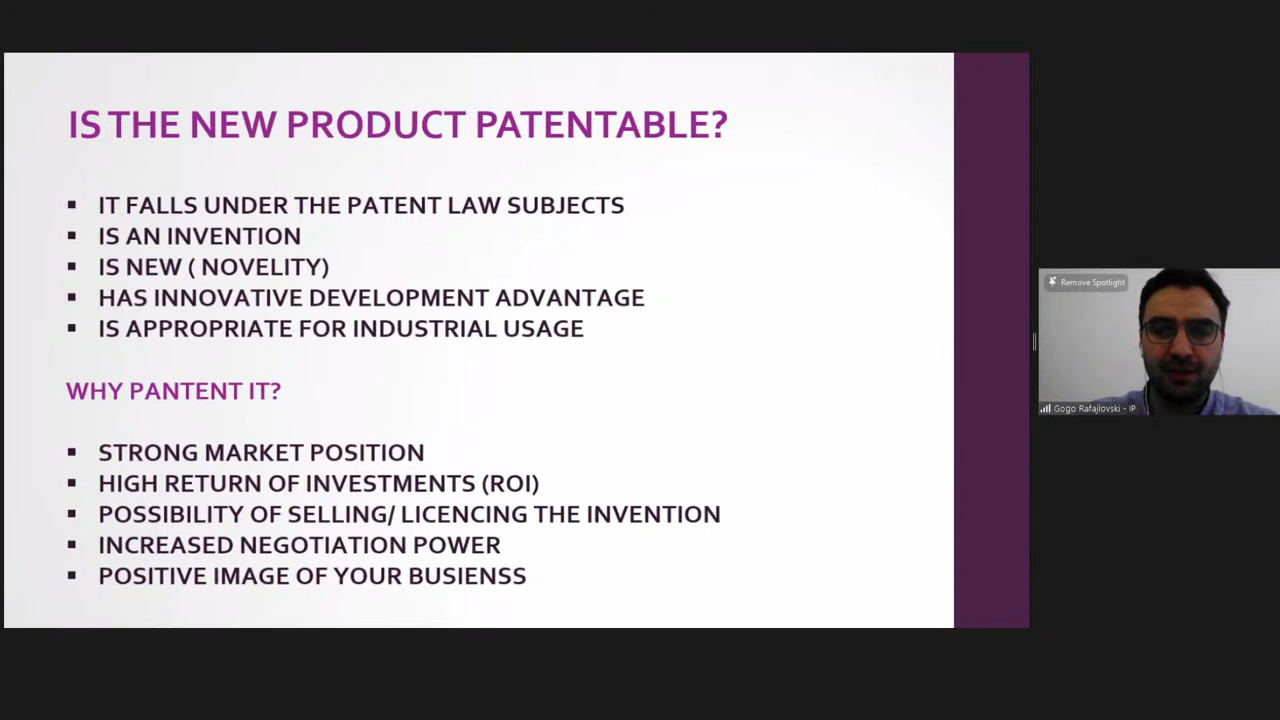 IS THE NEW PRODUCT PATENTABLE?
▪ IT FALLS UNDER THE PATENT LAW SUBJECTS
▪ IS AN INVENTION
▪ IS NEW ( NOVELITY)
▪ HAS INNOVATIVE DEVELOPMENT ADVANTAGE
▪ IS APPROPRIATE FOR INDUSTRIAL USAGE
WHY PANTENT IT?
▪ STRONG MARKET POSITION
▪ HIGH RETURN OF INVESTMENTS (ROI)
▪ POSSIBILITY OF SELLING/ LICENCING THE INVENTION
▪ INCREASED NEGOTIATION POWER
▪ POSITIVE IMAGE OF YOUR BUSIENSS
Remove Spotlight
Gogo Rafajlovski - IP